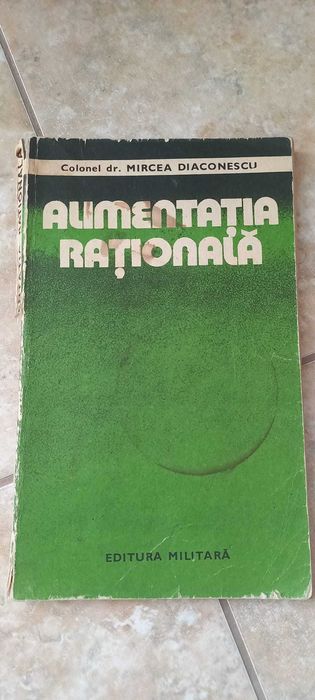 Colonel dr. MIRCEA DIACONESCU
ALIMENTAȚIA
RAȚIONALĂ
EDITURA MILITARĂ